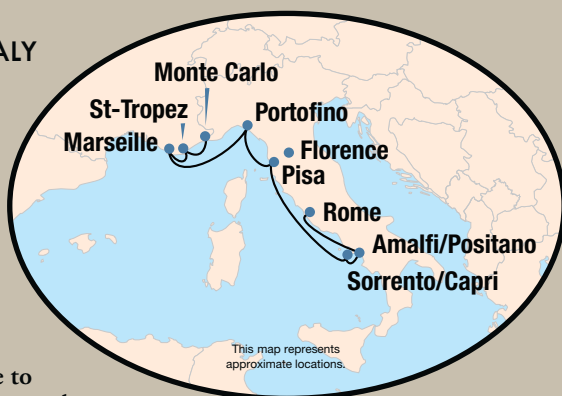 ALY
Monte Carlo
St-Tropez
Portofino
Marseille
Florence
Pisa
Rome
Amalfi/Positano
Sorrento/Capri
This map represents
approximate locations.
e to